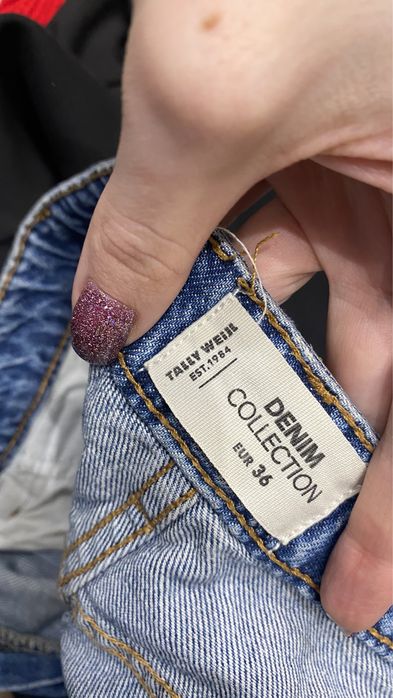 TALLY WEiJL
EST.1984
DENIM
COLLECTION
EUR 36